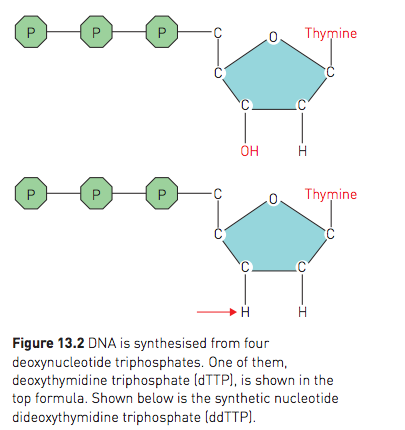 P P P C O Thymine
C C
C C
OH H
P P P C O Thymine
C C
C C
H H
Figure 13.2 DNA is synthesised from four
deoxynucleotide triphosphates. One of them,
deoxythymidine triphosphate (dTTP), is shown in the
top formula. Shown below is the synthetic nucleotide
dideoxythymidine triphosphate (ddTTP).